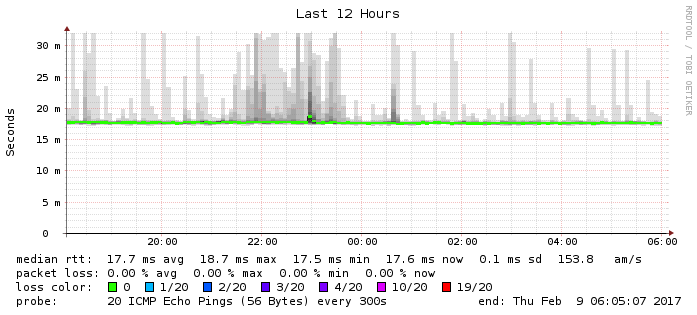 Last 12 Hours
RRDTOOL / TOBI OETIKER
Seconds
30 m
25 m
20 m
15 m
10 m
5 m
0
20:00 22:00 00:00 02:00 04:00 06:00
median rtt: 17.7 ms avg 18.7 ms max 17.5 ms min 17.6 ms now 0.1 ms sd 153.8 am/s
packet loss: 0.00 % avg 0.00 % max 0.00 % min 0.00 % now
loss color: 0 1/20 2/20 3/20 4/20 10/20 19/20
probe: 20 ICMP Echo Pings (56 Bytes) every 300s end: Thu Feb 9 06:05:07 2017